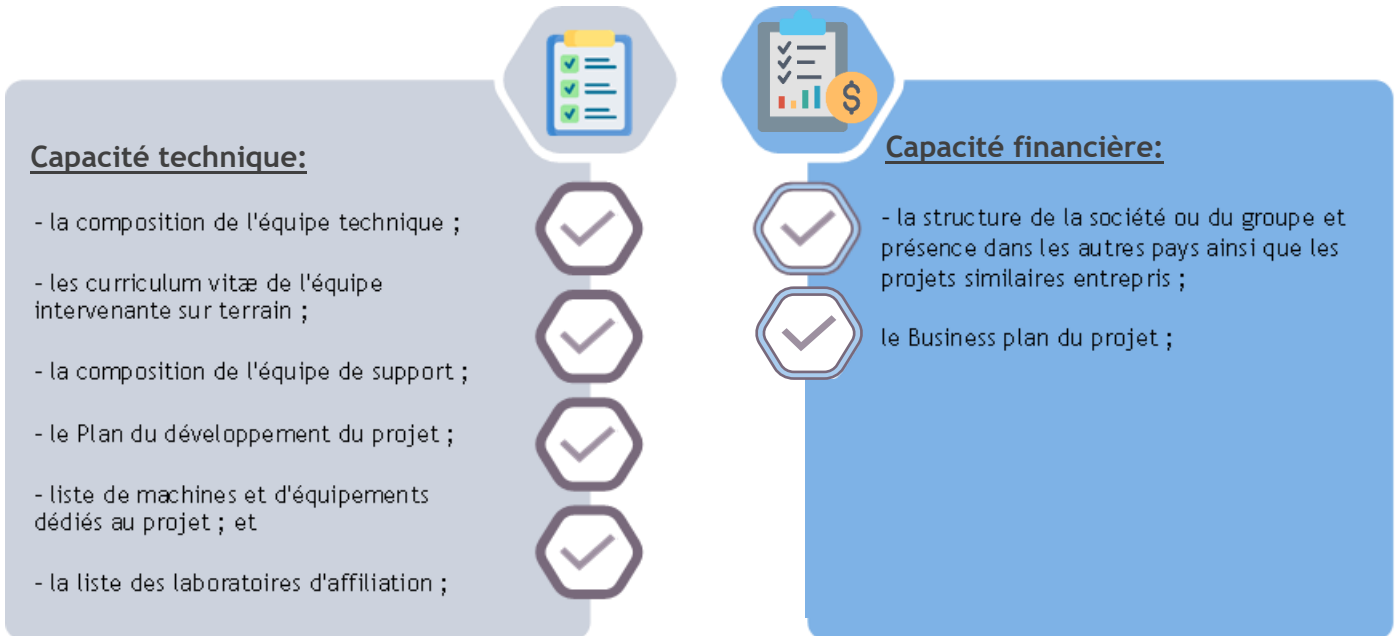 Capacité technique:
- la composition de l'équipe technique ;
- les curriculum vitæ de l'équipe
intervenante sur terrain ;
- la composition de l'équipe de support ;
- le Plan du développement du projet ;
- liste de machines et d'équipements
dédiés au projet ; et
- la liste des laboratoires d'affiliation ;
$
Capacité financière:
- la structure de la société ou du groupe et
présence dans les autres pays ainsi que les
projets similaires entrepris ;
le Business plan du projet ;